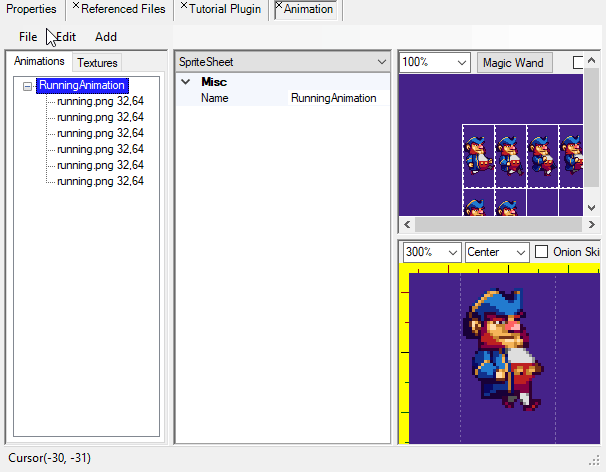 Properties Referenced Files Tutorial Plugin Animation
File Edit Add
Animations Textures
RunningAnimation
running.png 32,64
running.png 32,64
running.png 32,64
running.png 32,64
running.png 32,64
running.png 32,64
SpriteSheet
Misc
Name RunningAnimation
100% Magic Wand
300% Center Onion Ski
Cursor(-30, -31)